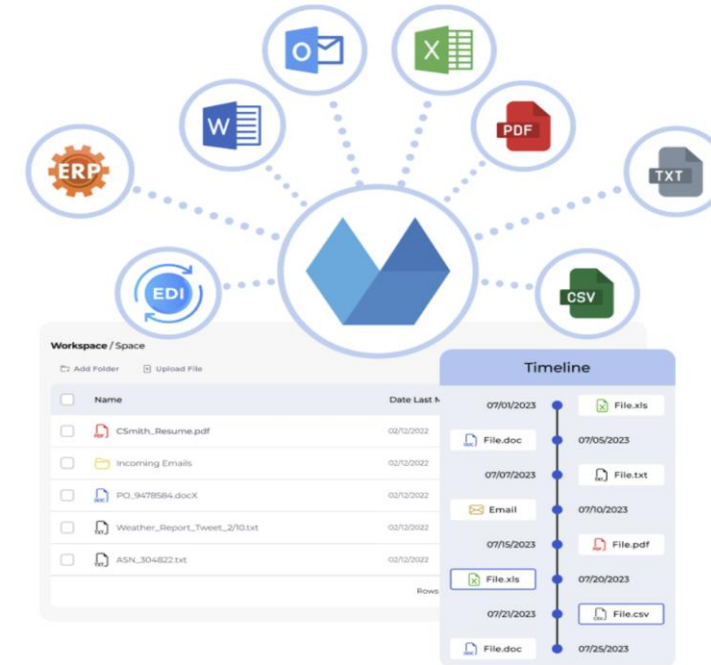 O
X
W
PDF
ERP
TXT
EDI
CSV
Workspace / Space
Add Folder Upload File
Name Date Last M
CSmith_Resume.pdf 02/12/2022
Incoming Emails 02/12/2022
PO_9478584.docX 02/12/2022
Weather_Report_Tweet_2/10.txt 02/12/2022
ASN_304822.txt 02/12/2022
Rows
Timeline
07/01/2023 File.xls
File.doc 07/05/2023
07/07/2023 File.txt
Email 07/10/2023
07/15/2023 File.pdf
File.xls 07/20/2023
07/21/2023 File.csv
File.doc 07/25/2023